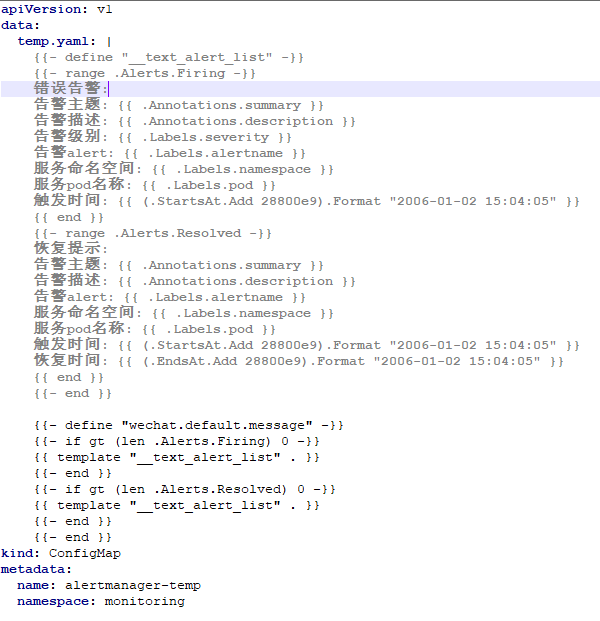 apiVersion: v1
data:
  temp.yaml: |
    {{- define "__text_alert_list" -}}
    {{- range .Alerts.Firing -}}
    错误告警:
    告警主题: {{ .Annotations.summary }}
    告警描述: {{ .Annotations.description }}
    告警级别: {{ .Labels.severity }}
    告警alert: {{ .Labels.alertname }}
    服务命名空间: {{ .Labels.namespace }}
    服务pod名称: {{ .Labels.pod }}
    触发时间: {{ (.StartsAt.Add 28800e9).Format "2006-01-02 15:04:05" }}
    {{ end }}
    {{- range .Alerts.Resolved -}}
    恢复提示:
    告警主题: {{ .Annotations.summary }}
    告警描述: {{ .Annotations.description }}
    告警alert: {{ .Labels.alertname }}
    服务命名空间: {{ .Labels.namespace }}
    服务pod名称: {{ .Labels.pod }}
    触发时间: {{ (.StartsAt.Add 28800e9).Format "2006-01-02 15:04:05" }}
    恢复时间: {{ (.EndsAt.Add 28800e9).Format "2006-01-02 15:04:05" }}
    {{ end }}
    {{- end }}

    {{- define "wechat.default.message" -}}
    {{- if gt (len .Alerts.Firing) 0 -}}
    {{ template "__text_alert_list" . }}
    {{- end }}
    {{- if gt (len .Alerts.Resolved) 0 -}}
    {{ template "__text_alert_list" . }}
    {{- end }}
    {{- end }}
kind: ConfigMap
metadata:
  name: alertmanager-temp
  namespace: monitoring